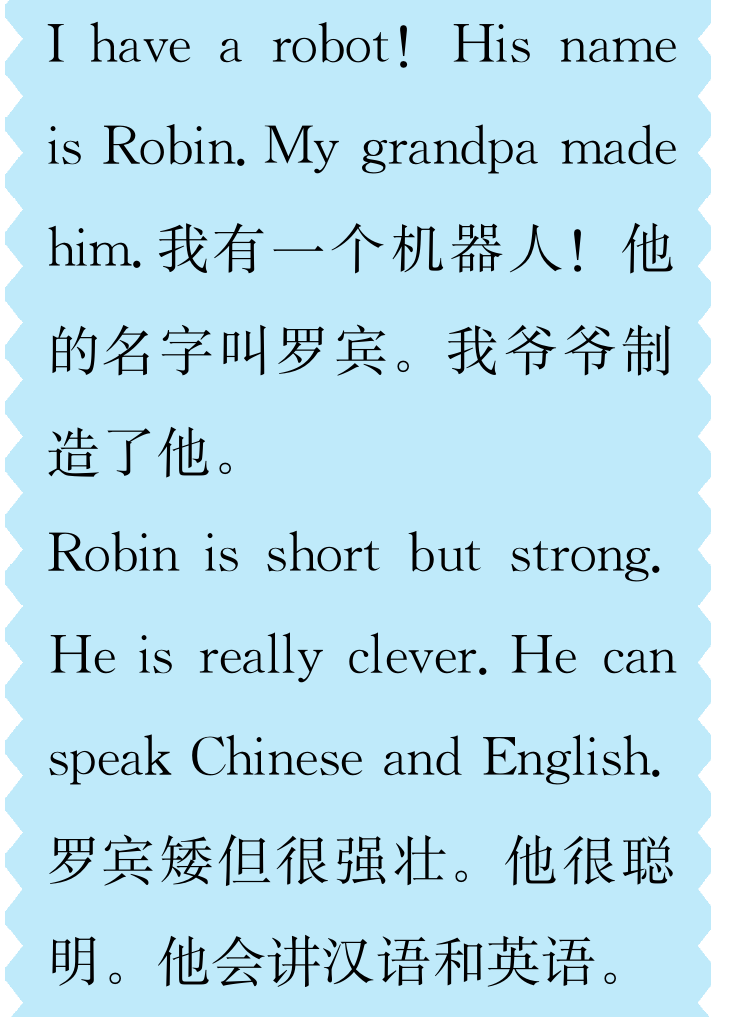 I have a robot！His name
is Robin. My grandpa made
him. 我有一个机器人！他
的名字叫罗宾。我爷爷制
造了他。
Robin is short but strong.
He is really clever. He can
speak Chinese and English.
罗宾矮但很强壮。他很聪
明。他会讲汉语和英语。